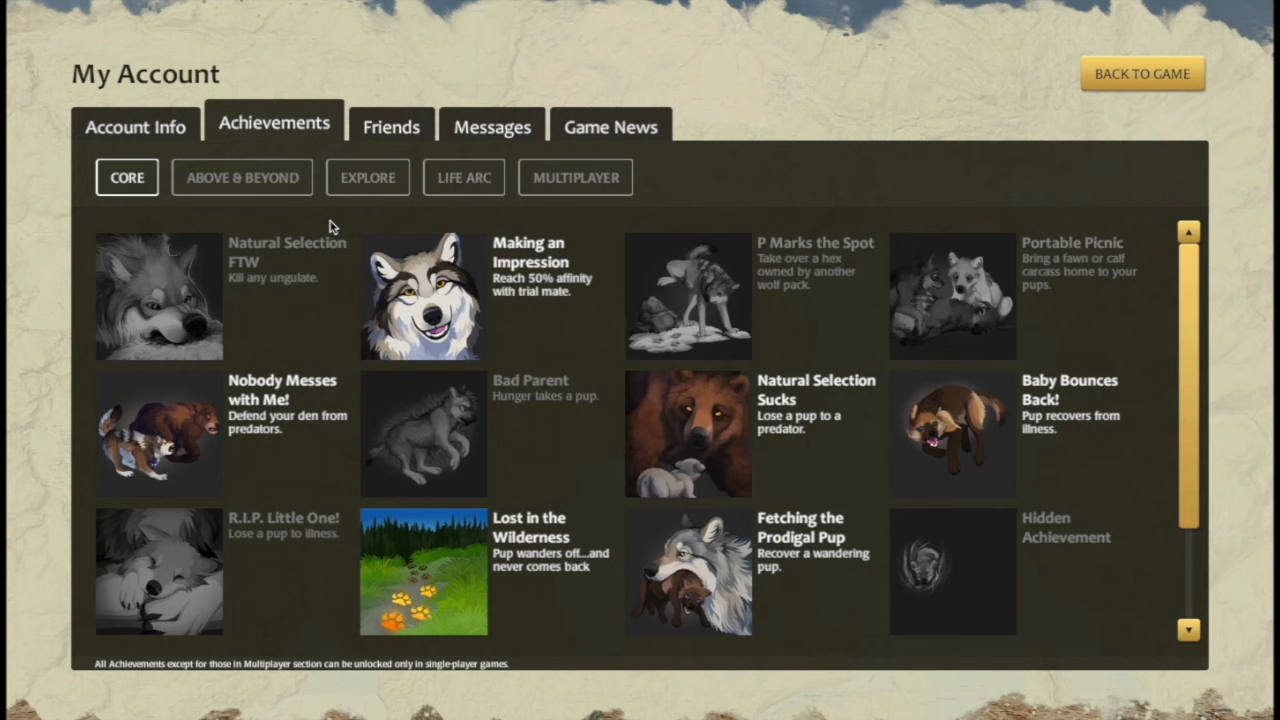 My Account
BACK TO GAME
Account Info
Achievements
Friends
Messages
Game News
CORE
ABOVE & BEYOND
EXPLORE
LIFE ARC
MULTIPLAYER
Natural Selection
FTW
Kill any ungulate.
Making an
Impression
Reach 50% affinity
with trial mate.
P Marks the Spot
Take over a hex
owned by another
wolf pack.
Portable Picnic
Bring a fawn or calf
carcass home to your
pups.
Nobody Messes
with Me!
Defend your den from
predators.
Bad Parent
Hunger takes a pup.
Natural Selection
Sucks
Lose a pup to a
predator.
Baby Bounces
Back!
Pup recovers from
illness.
R.I.P. Little One!
Lose a pup to illness.
Lost in the
Wilderness
Pup wanders off....and
never comes back
Fetching the
Prodigal Pup
Recover a wandering
pup.
Hidden
Achievement
All Achievements except for those in Multiplayer section can be unlocked only in single-player games.